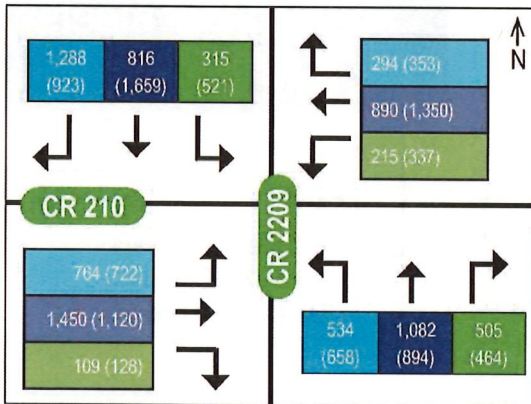 1,288 816 315
(923) (1,659) (521)
294 (353)
890 (1,350)
215 (337)
N
CR 210
CR 2209
764 (722)
1,450 (1,120)
109 (128)
534 1,082 505
(658) (894) (464)